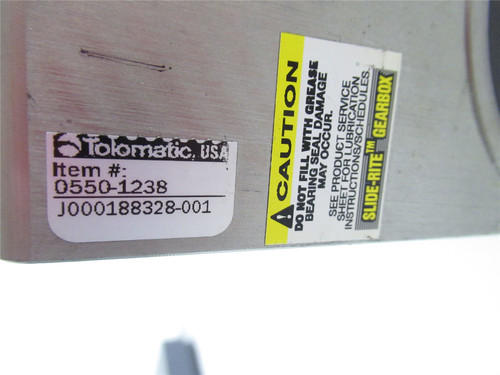 Tolomatic, USA
Item #:
0550-1238
J000188328-001
CAUTION
DO NOT FILL WITH GREASE
BEARING SEAL DAMAGE
MAY OCCUR.
SEE PRODUCT SERVICE
SHEET FOR LUBRICATION
INSTRUCTIONS/SCHEDULES.
SLIDE-RITE™ GEARBOX